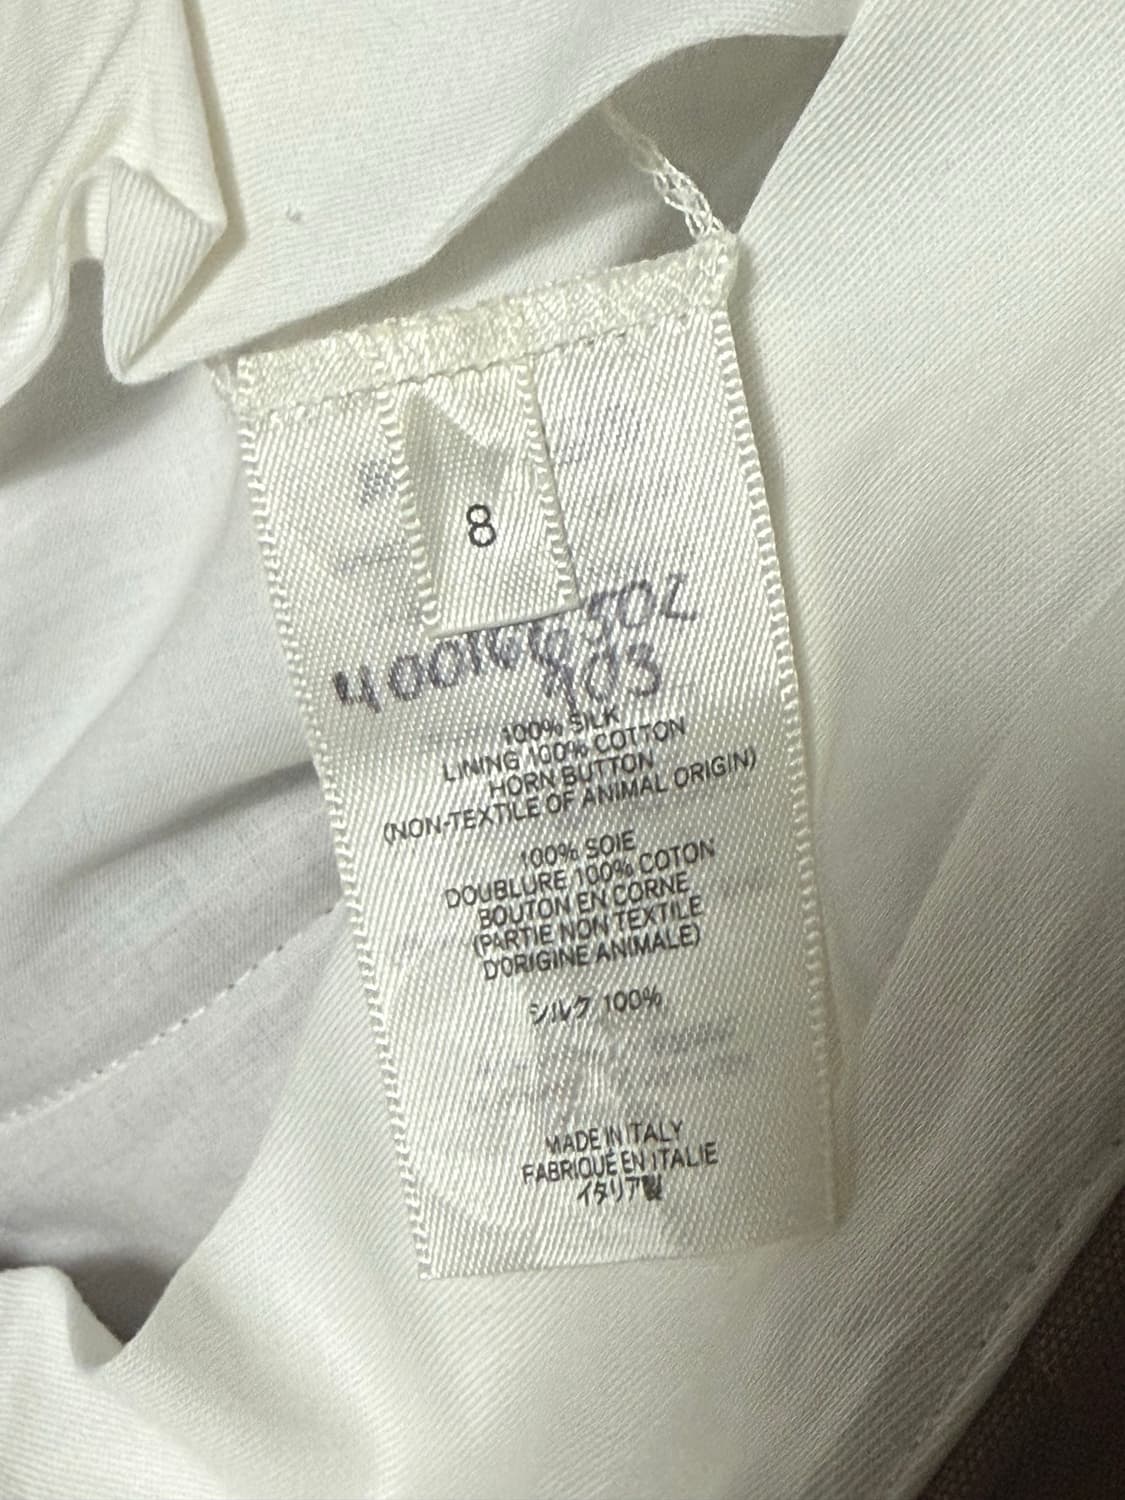 8
502
403
100% SILK
LINING 100% COTTON
HORN BUTTON
(NON-TEXTILE OF ANIMAL ORIGIN)
100% SOIE
DOUBLURE 100% COTON
BOUTON EN CORNE
(PARTIE NON TEXTILE
D'ORIGINE ANIMALE)
シルク 100%
MADE IN ITALY
FABRIQUÉ EN ITALIE
イタリア製